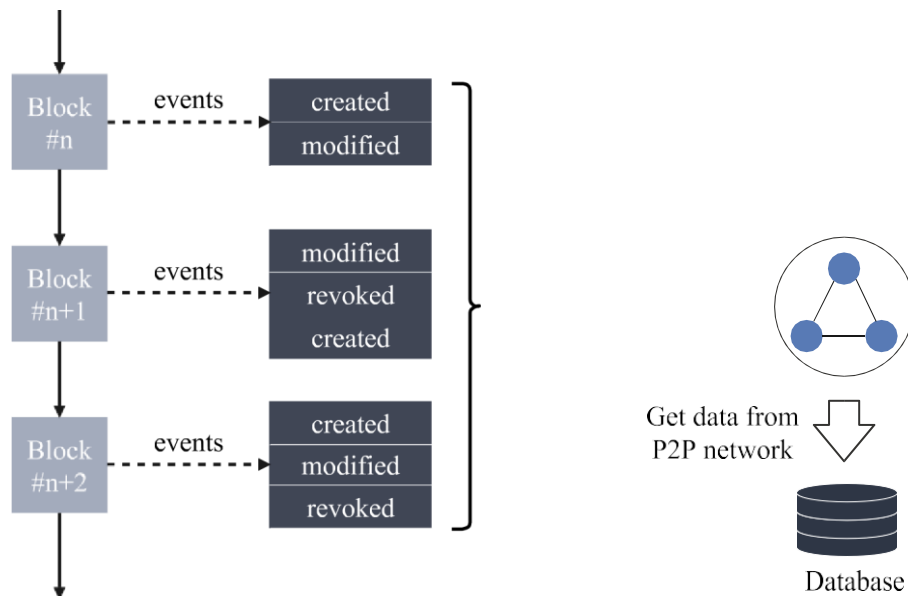 Block
#n
events
created
modified
Block
#n+1
events
modified
revoked
created
Block
#n+2
events
created
modified
revoked
Get data from
P2P network
Database